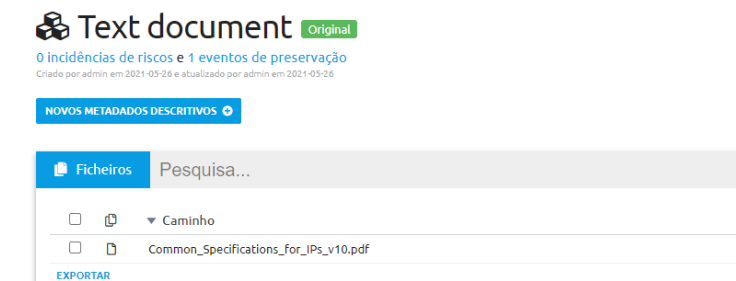 Text document Original
0 incidências de riscos e 1 eventos de preservação
Criado por admin em 2021-05-26 e atualizado por admin em 2021-05-26
NOVOS METADADOS DESCRITIVOS
Ficheiros Pesquisa...
Caminho
Common_Specifications_for_IPs_v10.pdf
EXPORTAR